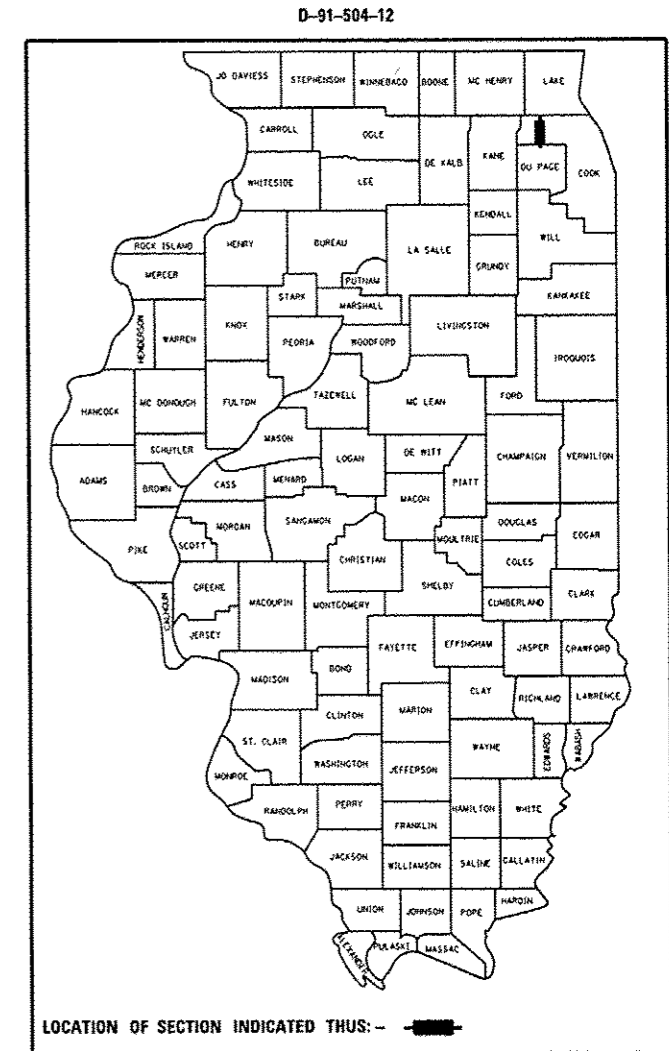 D-91-504-12
JO DAVIESS STEPHENSON WINNEBAGO BOONE MC HENRY LAKE
CARROLL OGLE DE KALB KANE DU PAGE COOK
WHITESIDE LEE KENDALL WILL
ROCK ISLAND HENRY BUREAU LA SALLE GRUNDY
MERCER PUTNAM KANKAKEE
HENDERSON WARREN KNOX STARK MARSHALL LIVINGSTON
PEORIA WOODFORD IROQUOIS
HANCOCK MC DONOUGH FULTON TAZEWELL MC LEAN FORD
SCHUYLER MASON LOGAN DE WITT CHAMPAIGN VERMILION
ADAMS BROWN CASS MENARD MACON PIATT
PIKE SCOTT MORGAN SANGAMON CHRISTIAN MOULTRIE DOUGLAS EDGAR
COLES
CALHOUN GREENE MACOUPIN MONTGOMERY SHELBY CUMBERLAND CLARK
JERSEY FAYETTE EFFINGHAM JASPER CRAWFORD
MADISON BOND CLAY RICHLAND LAWRENCE
CLINTON MARION
ST. CLAIR WAYNE EDWARDS WABASH
MONROE WASHINGTON JEFFERSON
RANDOLPH PERRY HAMILTON WHITE
FRANKLIN
JACKSON WILLIAMSON SALINE GALLATIN
UNION JOHNSON POPE HARDIN
ALEXANDER PULASKI MASSAC
LOCATION OF SECTION INDICATED THUS: -